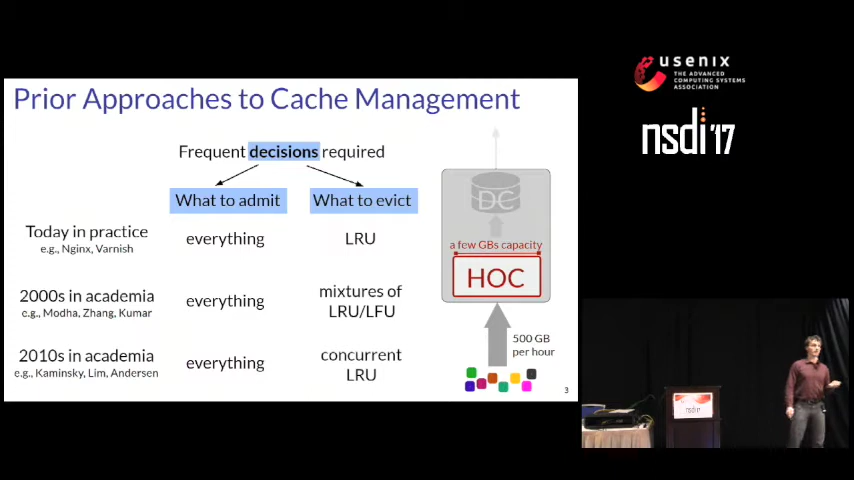 usenix
THE ADVANCED
COMPUTING SYSTEMS
ASSOCIATION
nsdi '17
Prior Approaches to Cache Management
Frequent decisions required
What to admit
What to evict
Today in practice
e.g., Nginx, Varnish
everything
LRU
2000s in academia
e.g., Modha, Zhang, Kumar
everything
mixtures of
LRU/LFU
2010s in academia
e.g., Kaminsky, Lim, Andersen
everything
concurrent
LRU
DC
a few GBs capacity
HOC
500 GB
per hour
3
nsdi